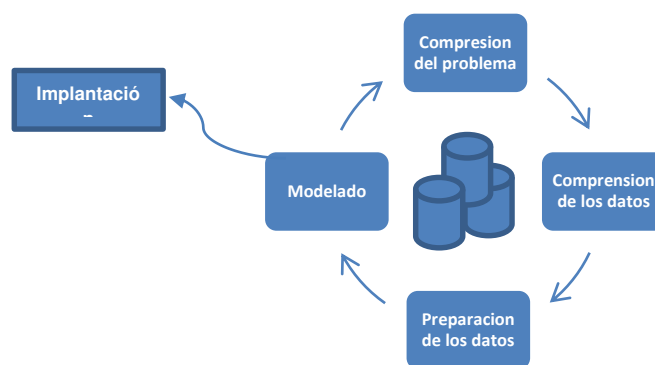 Compresion
del problema
Implantació
Modelado
Comprension
de los datos
Preparacion
de los datos